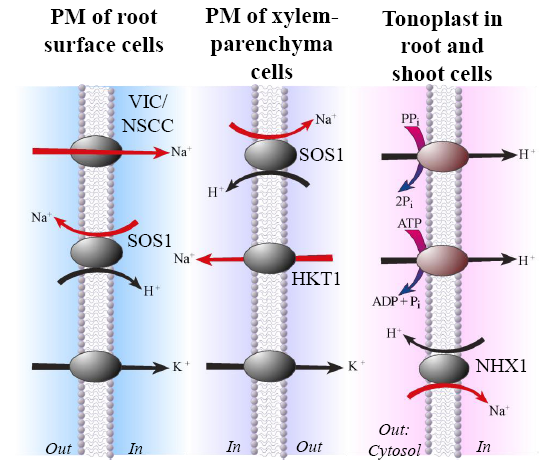 PM of root
surface cells
PM of xylem-
parenchyma
cells
Tonoplast in
root and
shoot cells
VIC/
NSCC
Na⁺
Na⁺
SOS1
H⁺
K⁺
Out
In
Na⁺
SOS1
H⁺
Na⁺
HKT1
K⁺
In
Out
PPᵢ
H⁺
2Pᵢ
ATP
H⁺
ADP+Pᵢ
H⁺
NHX1
Na⁺
Out:
Cytosol
In